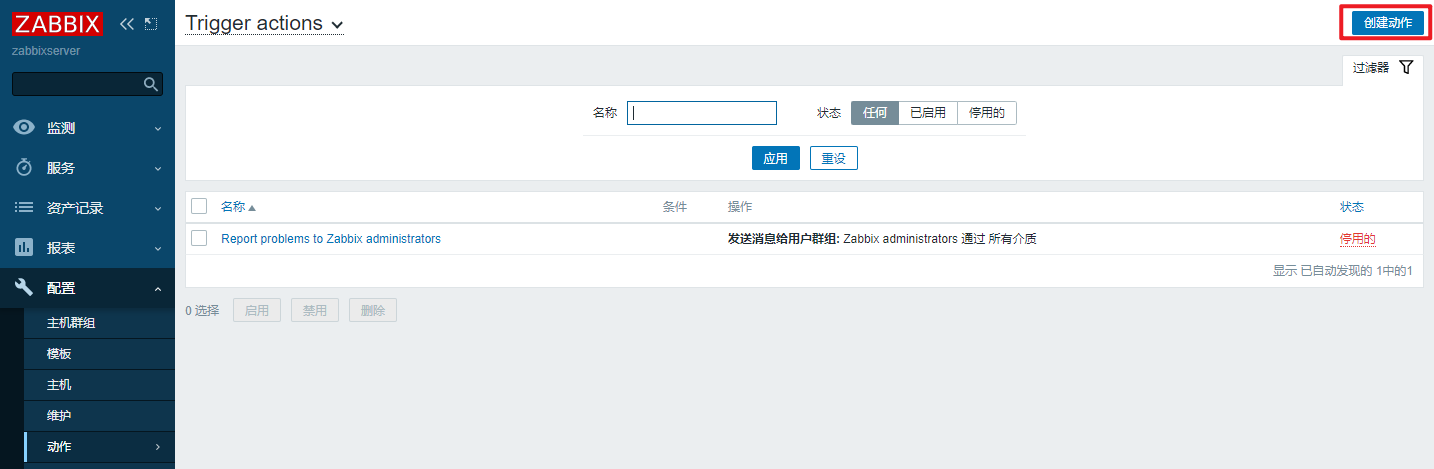 ZABBIX
zabbixserver
监测
服务
资产记录
报表
配置
主机群组
模板
主机
维护
动作
Trigger actions
创建动作
过滤器
名称
状态 任何 已启用 停用的
应用 重设
名称 条件 操作 状态
Report problems to Zabbix administrators 发送消息给用户群组: Zabbix administrators 通过 所有介质 停用的
显示 已自动发现的 1中的1
0 选择 启用 禁用 删除